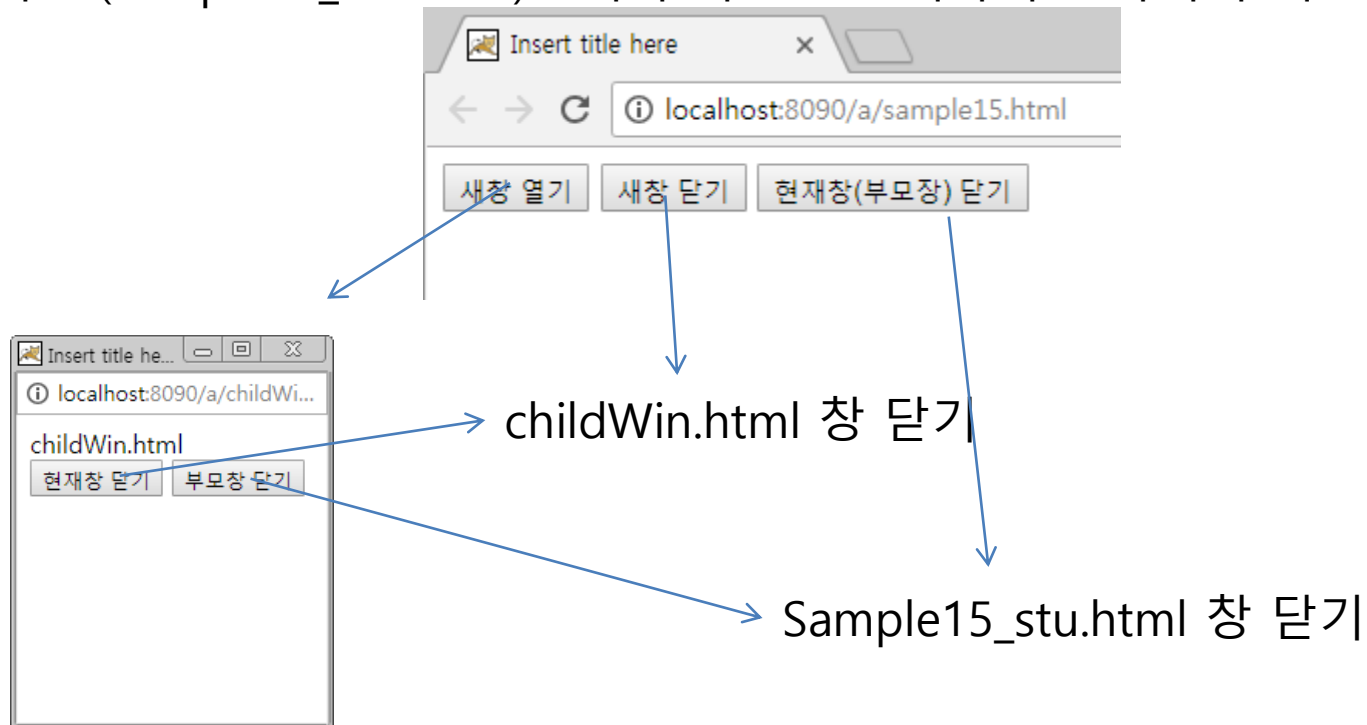 Insert title here
localhost:8090/a/sample15.html
새창 열기 새창 닫기 현재창(부모장) 닫기
Insert title he...
localhost:8090/a/childWi...
childWin.html
현재창 닫기 부모창 닫기
childWin.html 창 닫기
Sample15_stu.html 창 닫기